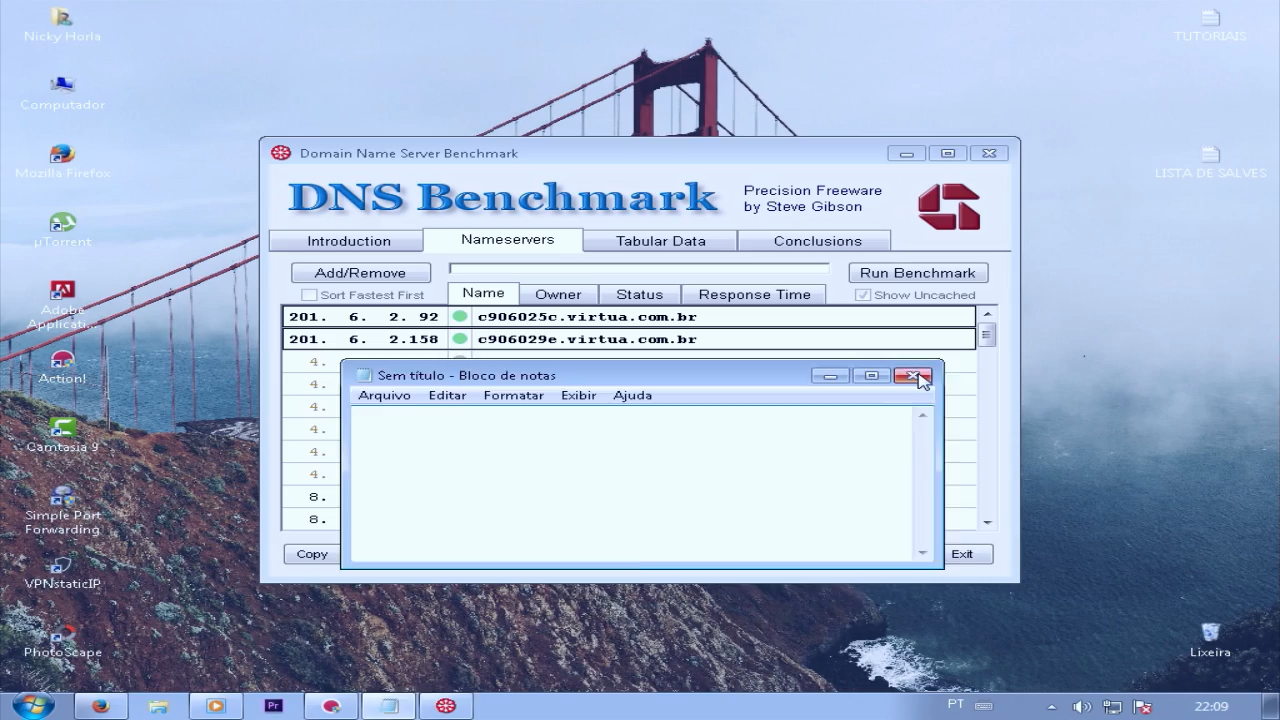 Nicky Horla
TUTORIAIS
Computador
Mozilla Firefox
LISTA DE SALVES
µTorrent
Adobe
Applicati...
Action!
Camtasia 9
Simple Port
Forwarding
VPNstaticIP
PhotoScape
Lixeira
Domain Name Server Benchmark
DNS Benchmark
Precision Freeware
by Steve Gibson
Introduction
Nameservers
Tabular Data
Conclusions
Add/Remove
Run Benchmark
Sort Fastest First
Name
Owner
Status
Response Time
Show Uncached
201. 6. 2. 92 c906025c.virtua.com.br
201. 6. 2.158 c906029e.virtua.com.br
4.
4.
4.
4.
4.
4.
8.
8.
Sem título - Bloco de notas
Arquivo Editar Formatar Exibir Ajuda
Copy
Exit
Pr
PT
22:09